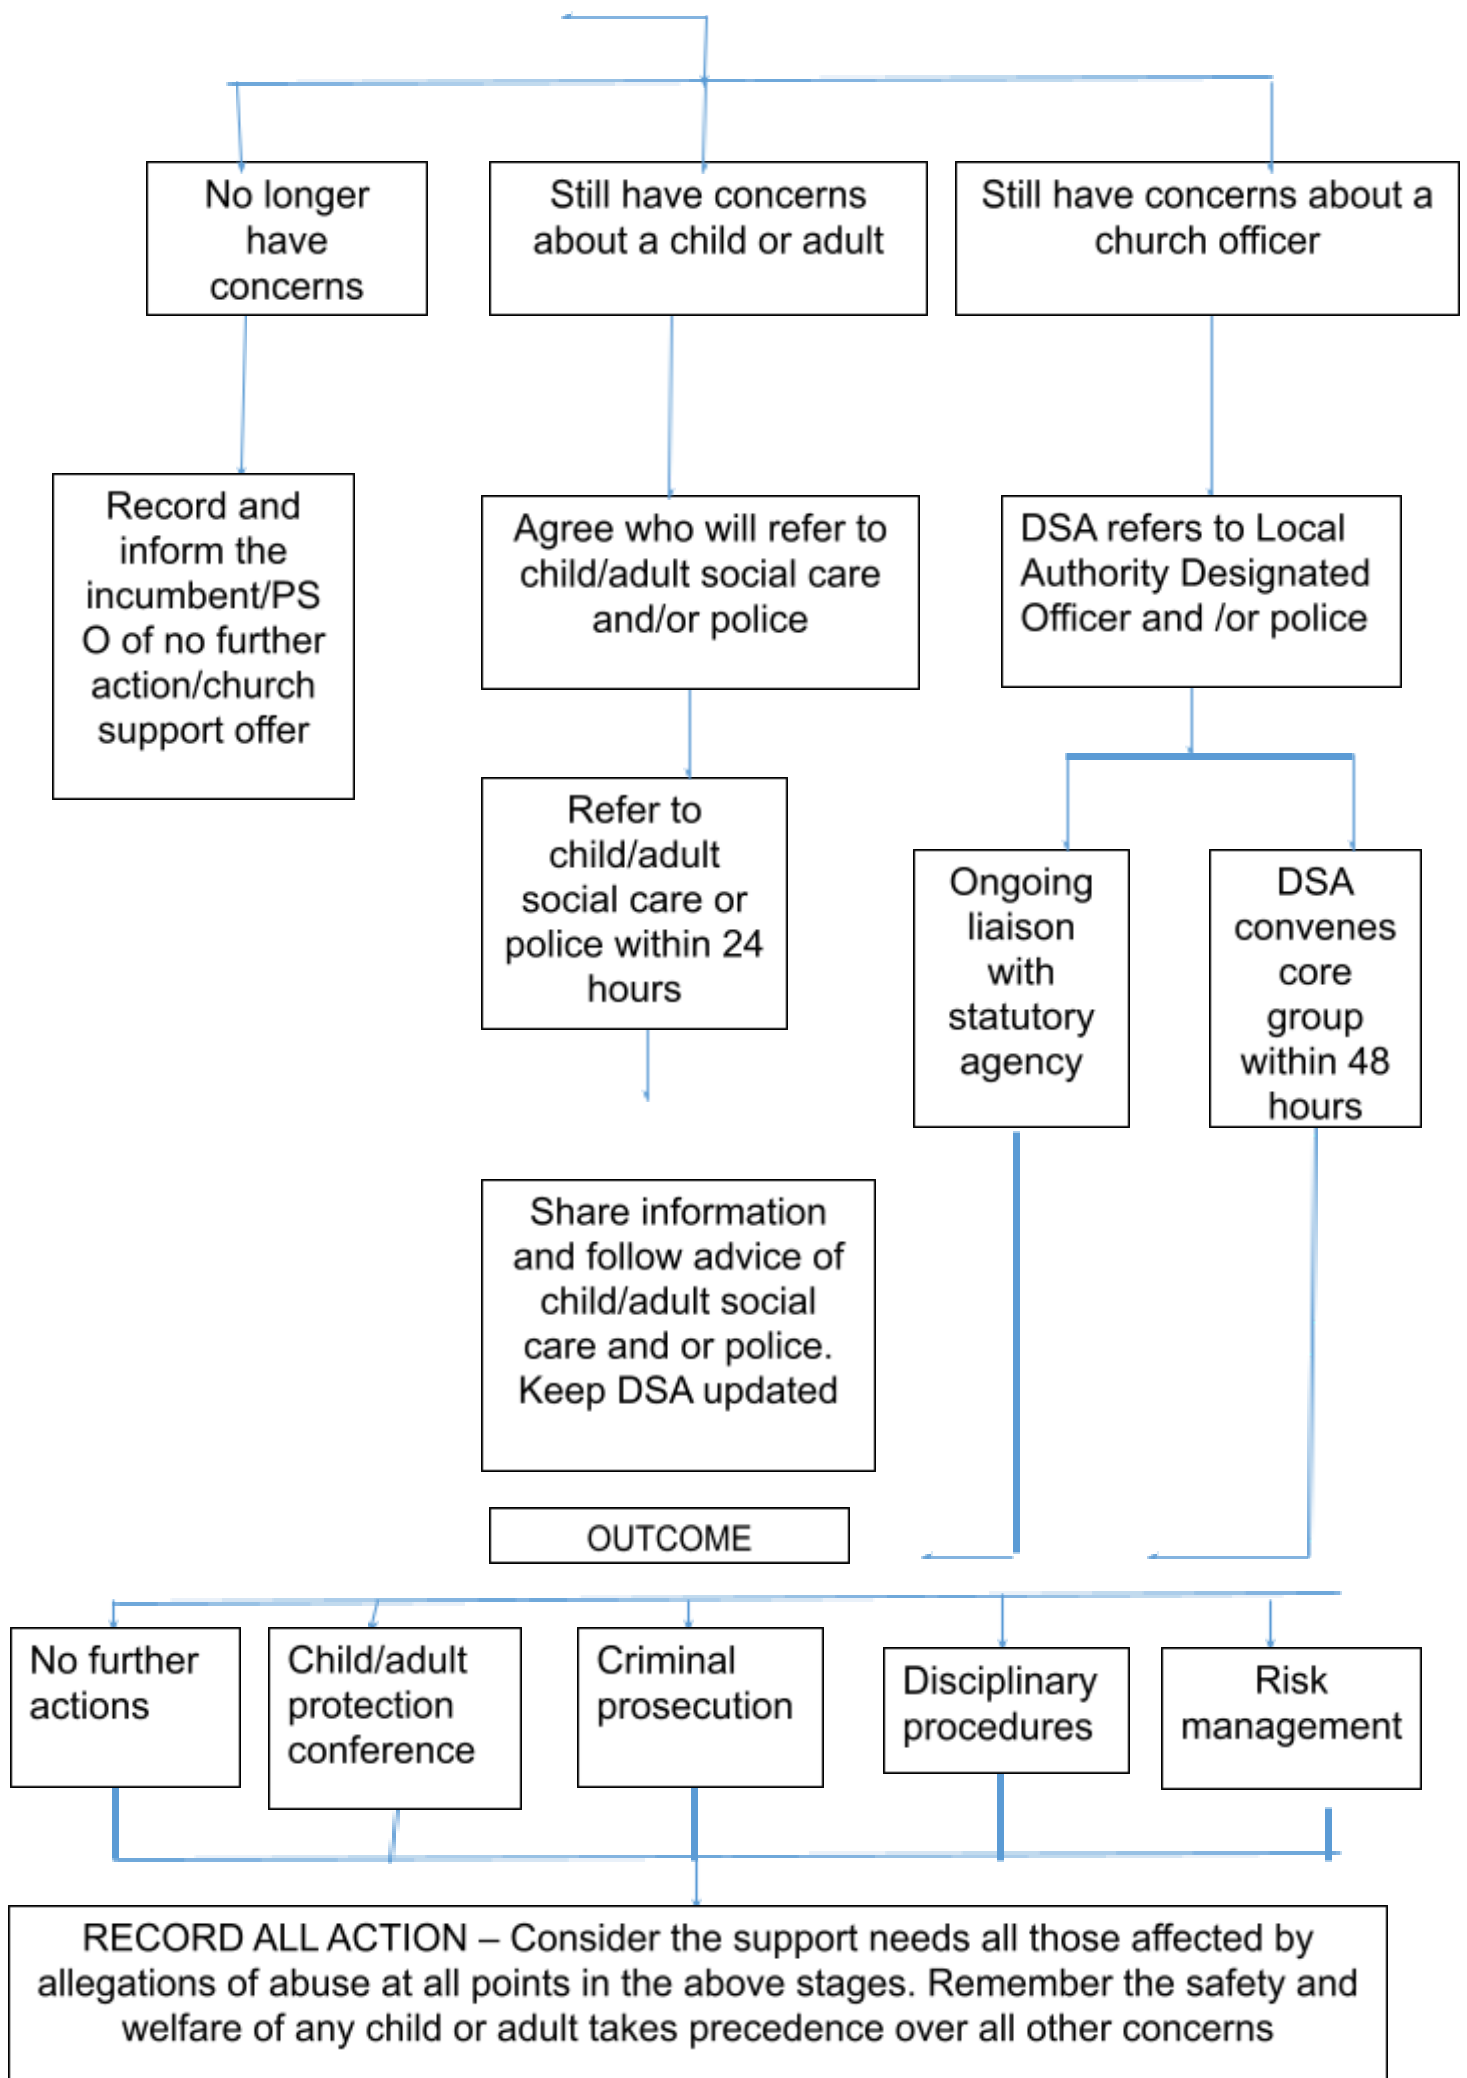 No longer
have
concerns
Still have concerns
about a child or adult
Still have concerns about a
church officer
Record and
inform the
incumbent/PS
O of no further
action/church
support offer
Agree who will refer to
child/adult social care
and/or police
DSA refers to Local
Authority Designated
Officer and /or police
Refer to
child/adult
social care or
police within 24
hours
Ongoing
liaison
with
statutory
agency
DSA
convenes
core
group
within 48
hours
Share information
and follow advice of
child/adult social
care and or police.
Keep DSA updated
OUTCOME
No further
actions
Child/adult
protection
conference
Criminal
prosecution
Disciplinary
procedures
Risk
management
RECORD ALL ACTION – Consider the support needs all those affected by
allegations of abuse at all points in the above stages. Remember the safety and
welfare of any child or adult takes precedence over all other concerns